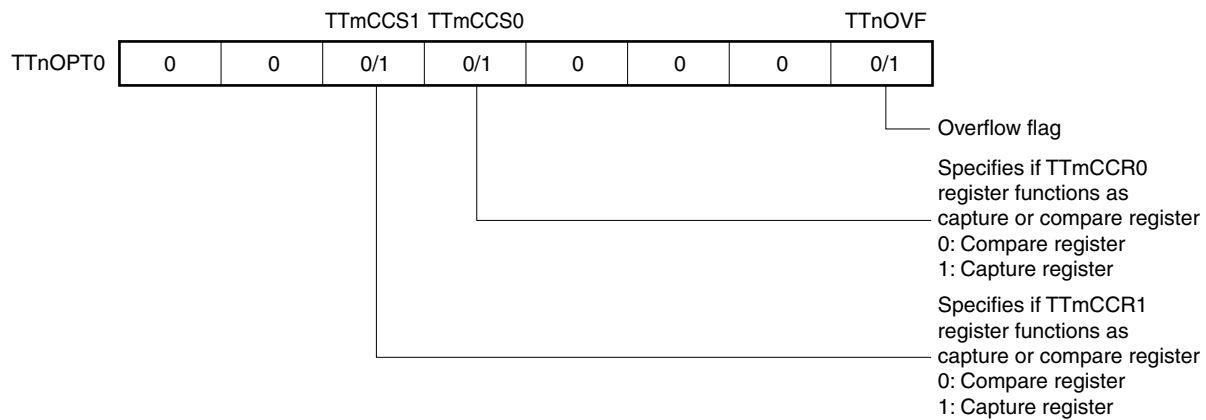 TTmCCS1 TTmCCS0 TTnOVF
TTnOPT0 0 0 0/1 0/1 0 0 0 0/1
Overflow flag
Specifies if TTmCCR0
register functions as
capture or compare register
0: Compare register
1: Capture register
Specifies if TTmCCR1
register functions as
capture or compare register
0: Compare register
1: Capture register